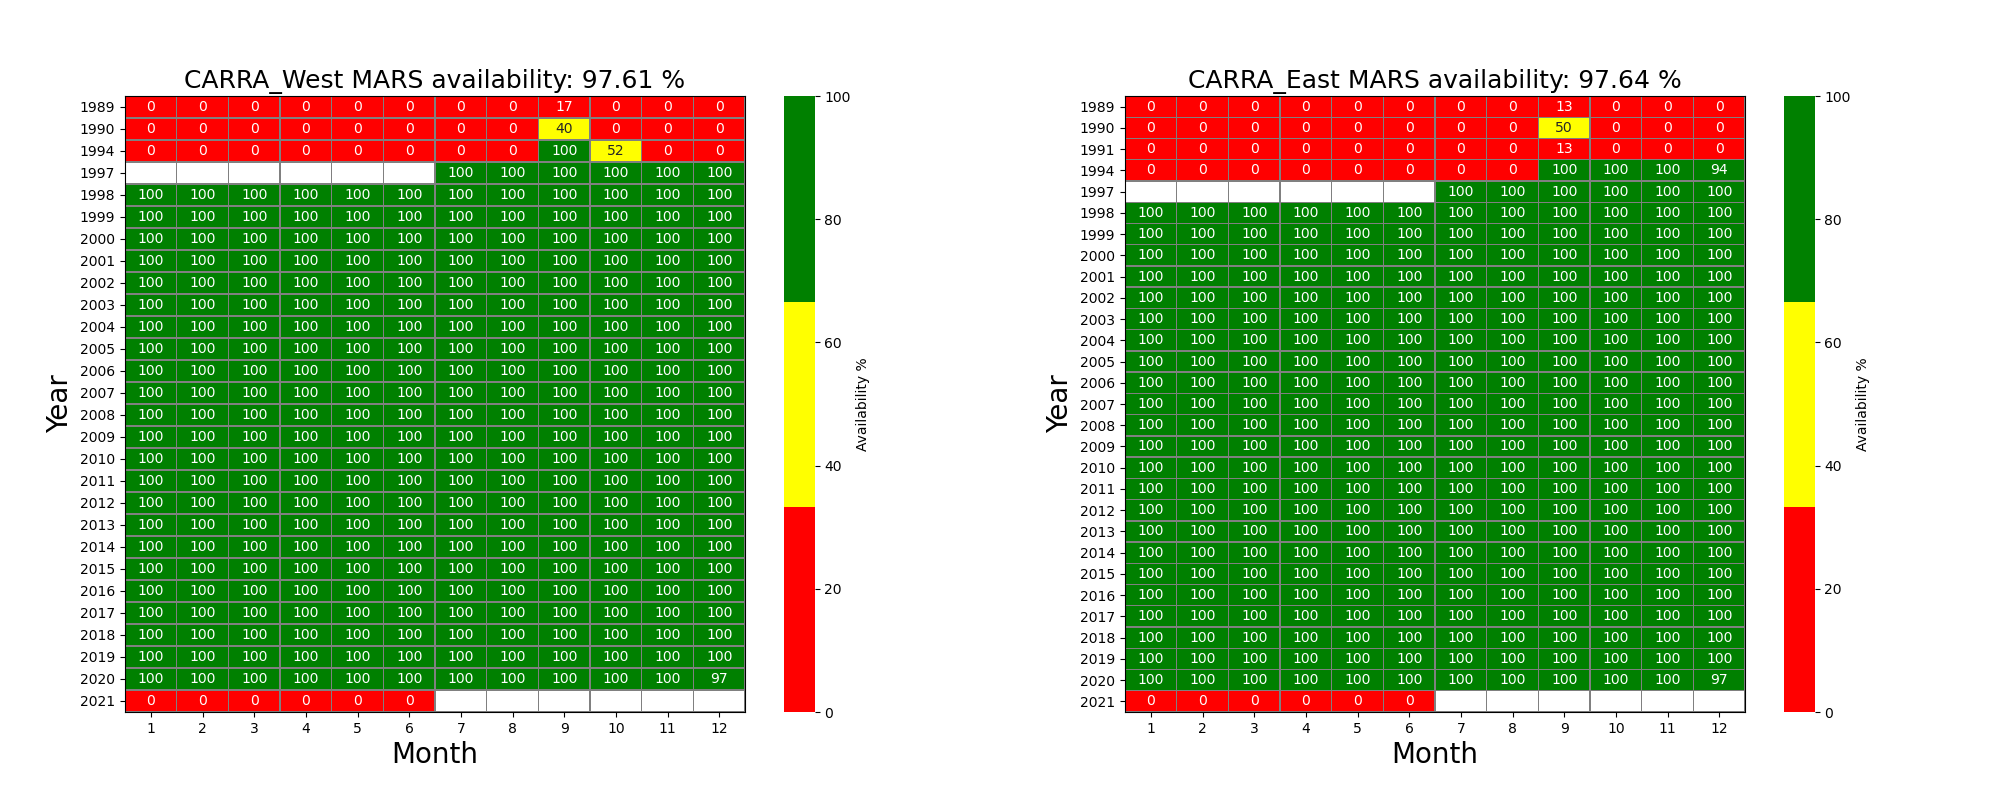 CARRA_West MARS availability: 97.61 %
1989 0 0 0 0 0 0 0 0 17 0 0 0
1990 0 0 0 0 0 0 0 0 40 0 0 0
1994 0 0 0 0 0 0 0 0 100 52 0 0
1997 100 100 100 100 100 100
1998 100 100 100 100 100 100 100 100 100 100 100 100
1999 100 100 100 100 100 100 100 100 100 100 100 100
2000 100 100 100 100 100 100 100 100 100 100 100 100
2001 100 100 100 100 100 100 100 100 100 100 100 100
2002 100 100 100 100 100 100 100 100 100 100 100 100
2003 100 100 100 100 100 100 100 100 100 100 100 100
2004 100 100 100 100 100 100 100 100 100 100 100 100
2005 100 100 100 100 100 100 100 100 100 100 100 100
2006 100 100 100 100 100 100 100 100 100 100 100 100
2007 100 100 100 100 100 100 100 100 100 100 100 100
2008 100 100 100 100 100 100 100 100 100 100 100 100
2009 100 100 100 100 100 100 100 100 100 100 100 100
2010 100 100 100 100 100 100 100 100 100 100 100 100
2011 100 100 100 100 100 100 100 100 100 100 100 100
2012 100 100 100 100 100 100 100 100 100 100 100 100
2013 100 100 100 100 100 100 100 100 100 100 100 100
2014 100 100 100 100 100 100 100 100 100 100 100 100
2015 100 100 100 100 100 100 100 100 100 100 100 100
2016 100 100 100 100 100 100 100 100 100 100 100 100
2017 100 100 100 100 100 100 100 100 100 100 100 100
2018 100 100 100 100 100 100 100 100 100 100 100 100
2019 100 100 100 100 100 100 100 100 100 100 100 100
2020 100 100 100 100 100 100 100 100 100 100 100 97
2021 0 0 0 0 0 0
1 2 3 4 5 6 7 8 9 10 11 12
Month
Year
100
80
60
40
20
0
Availability %
CARRA_East MARS availability: 97.64 %
1989 0 0 0 0 0 0 0 0 13 0 0 0
1990 0 0 0 0 0 0 0 0 50 0 0 0
1991 0 0 0 0 0 0 0 0 13 0 0 0
1994 0 0 0 0 0 0 0 0 100 100 100 94
1997 100 100 100 100 100 100
1998 100 100 100 100 100 100 100 100 100 100 100 100
1999 100 100 100 100 100 100 100 100 100 100 100 100
2000 100 100 100 100 100 100 100 100 100 100 100 100
2001 100 100 100 100 100 100 100 100 100 100 100 100
2002 100 100 100 100 100 100 100 100 100 100 100 100
2003 100 100 100 100 100 100 100 100 100 100 100 100
2004 100 100 100 100 100 100 100 100 100 100 100 100
2005 100 100 100 100 100 100 100 100 100 100 100 100
2006 100 100 100 100 100 100 100 100 100 100 100 100
2007 100 100 100 100 100 100 100 100 100 100 100 100
2008 100 100 100 100 100 100 100 100 100 100 100 100
2009 100 100 100 100 100 100 100 100 100 100 100 100
2010 100 100 100 100 100 100 100 100 100 100 100 100
2011 100 100 100 100 100 100 100 100 100 100 100 100
2012 100 100 100 100 100 100 100 100 100 100 100 100
2013 100 100 100 100 100 100 100 100 100 100 100 100
2014 100 100 100 100 100 100 100 100 100 100 100 100
2015 100 100 100 100 100 100 100 100 100 100 100 100
2016 100 100 100 100 100 100 100 100 100 100 100 100
2017 100 100 100 100 100 100 100 100 100 100 100 100
2018 100 100 100 100 100 100 100 100 100 100 100 100
2019 100 100 100 100 100 100 100 100 100 100 100 100
2020 100 100 100 100 100 100 100 100 100 100 100 97
2021 0 0 0 0 0 0
1 2 3 4 5 6 7 8 9 10 11 12
Month
Year
100
80
60
40
20
0
Availability %